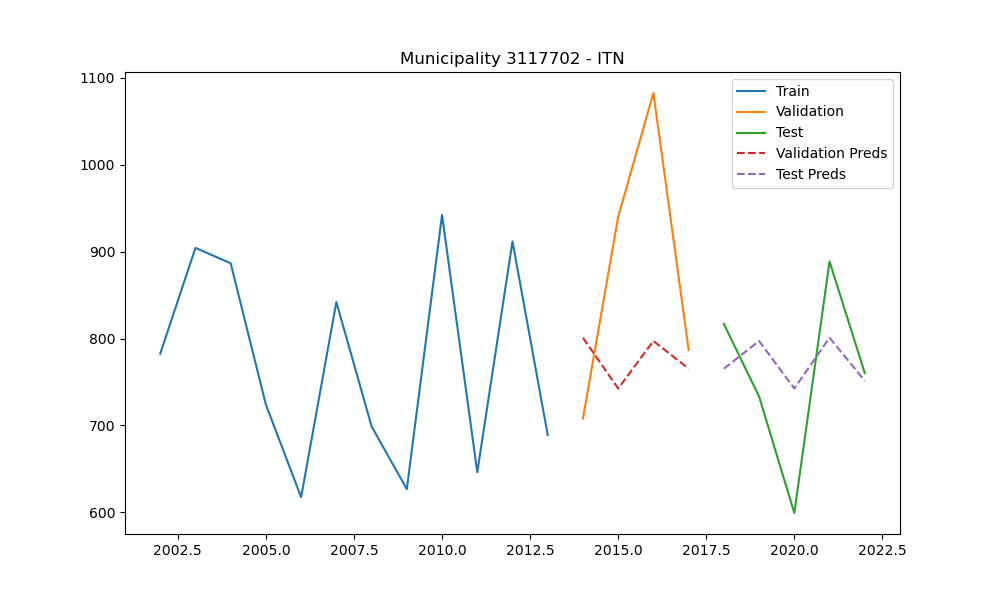 Municipality 3117702 - ITN
1100
1000
900
800
700
600
Train
Validation
Test
Validation Preds
Test Preds
2002.5 2005.0 2007.5 2010.0 2012.5 2015.0 2017.5 2020.0 2022.5